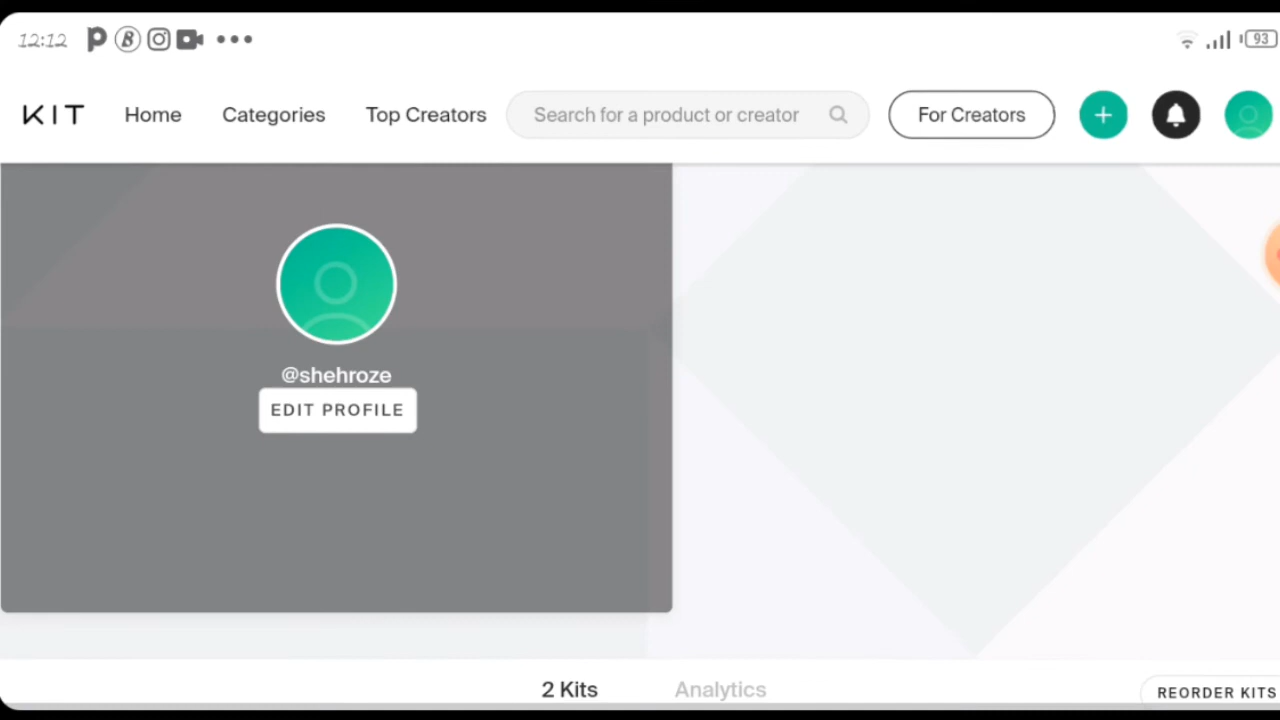 12:12
93
KIT Home Categories Top Creators Search for a product or creator For Creators
@shehroze
EDIT PROFILE
2 Kits Analytics REORDER KITS